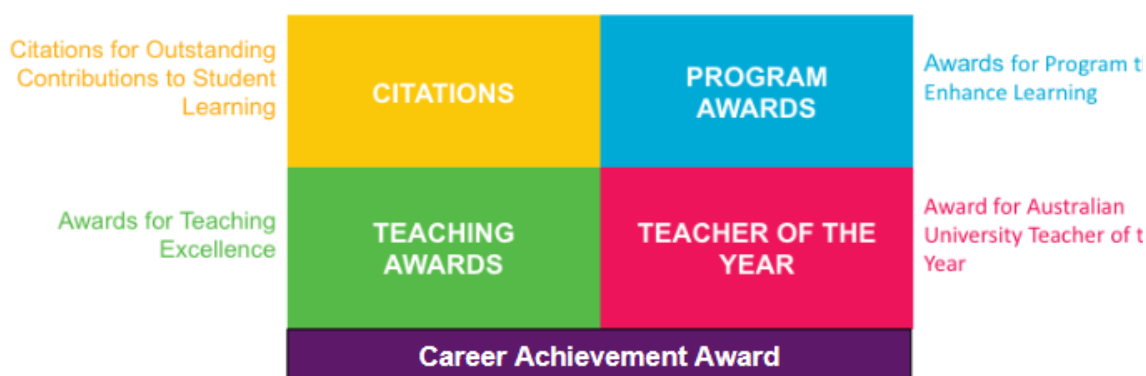 Citations for Outstanding
Contributions to Student
Learning
CITATIONS
PROGRAM
AWARDS
Awards for Program
Enhance Learning
Awards for Teaching
Excellence
TEACHING
AWARDS
TEACHER OF THE
YEAR
Award for Australian
University Teacher of
Year
Career Achievement Award